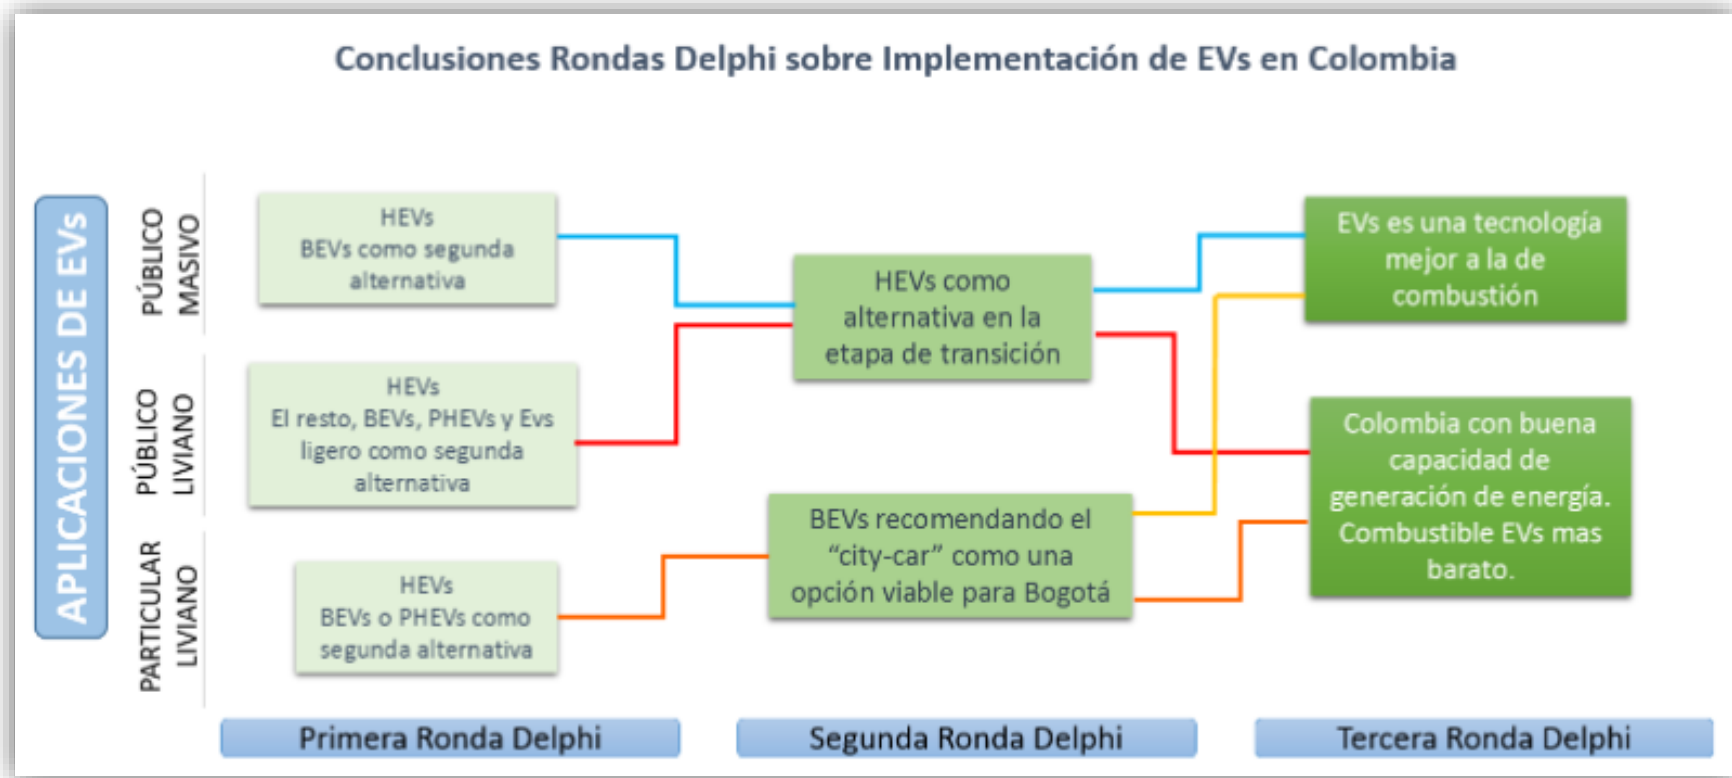 Conclusiones Rondas Delphi sobre Implementación de EVs en Colombia
APLICACIONES DE EVs
PÚBLICO
MASIVO
HEVs
BEVs como segunda
alternativa
PÚBLICO
LIVIANO
HEVs
El resto, BEVs, PHEVs y Evs
ligero como segunda
alternativa
PARTICULAR
LIVIANO
HEVs
BEVs o PHEVs como
segunda alternativa
HEVs como
alternativa en la
etapa de transición
BEVs recomendando el
“city-car” como una
opción viable para Bogotá
EVs es una tecnología
mejor a la de
combustión
Colombia con buena
capacidad de
generación de energía.
Combustible EVs mas
barato.
Primera Ronda Delphi
Segunda Ronda Delphi
Tercera Ronda Delphi